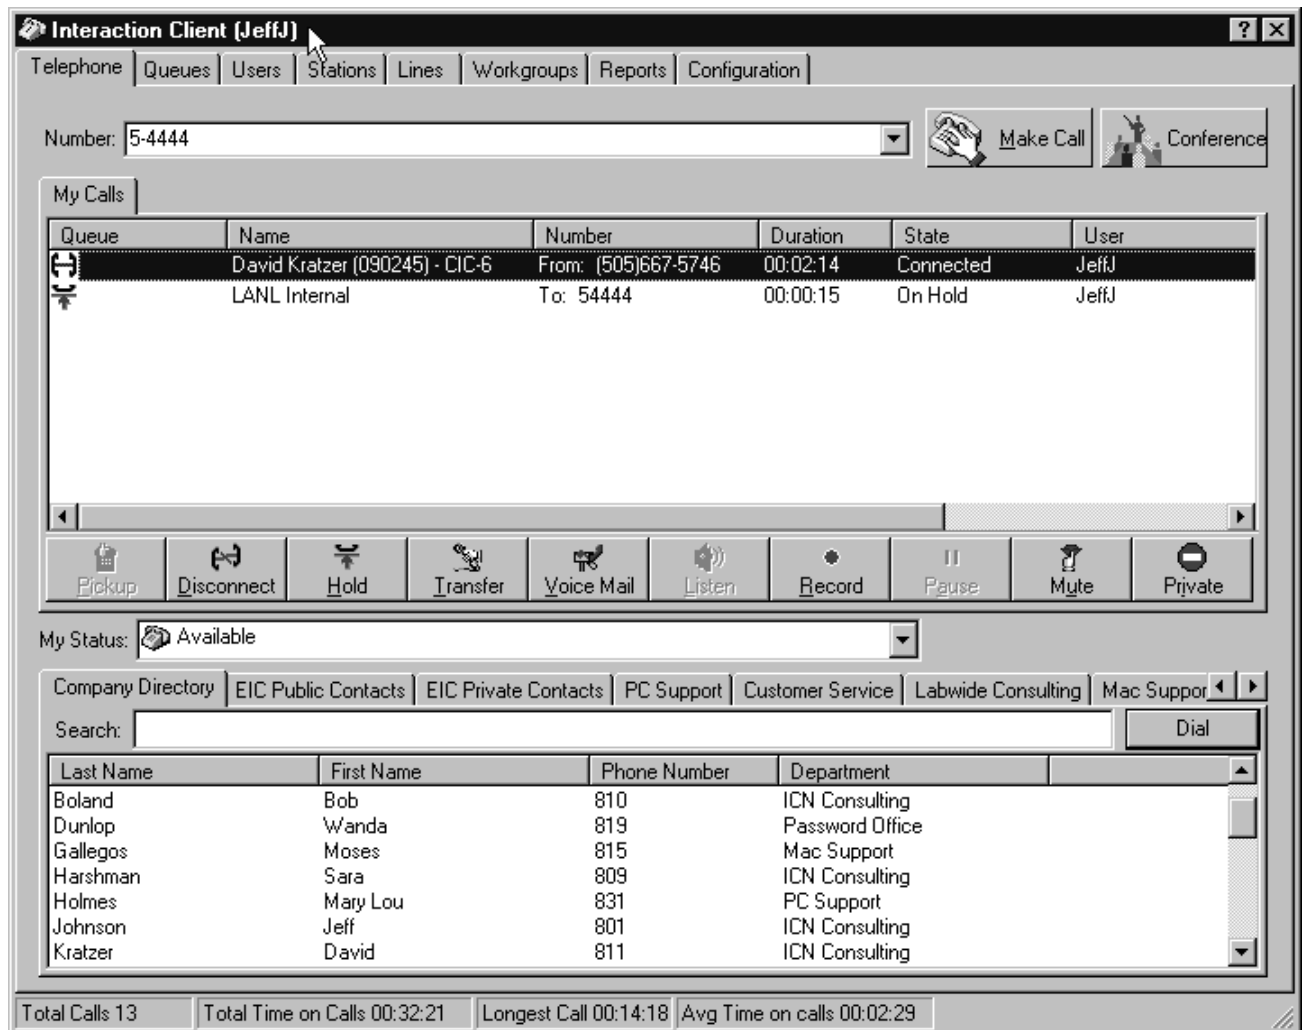 Interaction Client (JeffJ)
Telephone Queues Users Stations Lines Workgroups Reports Configuration
Number: 5-4444 Make Call Conference
My Calls
Queue Name Number Duration State User
David Kratzer (090245) - CIC-6 From: (505)667-5746 00:02:14 Connected JeffJ
LANL Internal To: 54444 00:00:15 On Hold JeffJ
Pickup Disconnect Hold Transfer Voice Mail Listen Record Pause Mute Private
My Status: Available
Company Directory EIC Public Contacts EIC Private Contacts PC Support Customer Service Labwide Consulting Mac Suppor
Search: Dial
Last Name First Name Phone Number Department
Boland Bob 810 ICN Consulting
Dunlop Wanda 819 Password Office
Gallegos Moses 815 Mac Support
Harshman Sara 809 ICN Consulting
Holmes Mary Lou 831 PC Support
Johnson Jeff 801 ICN Consulting
Kratzer David 811 ICN Consulting
Total Calls 13 Total Time on Calls 00:32:21 Longest Call 00:14:18 Avg Time on calls 00:02:29